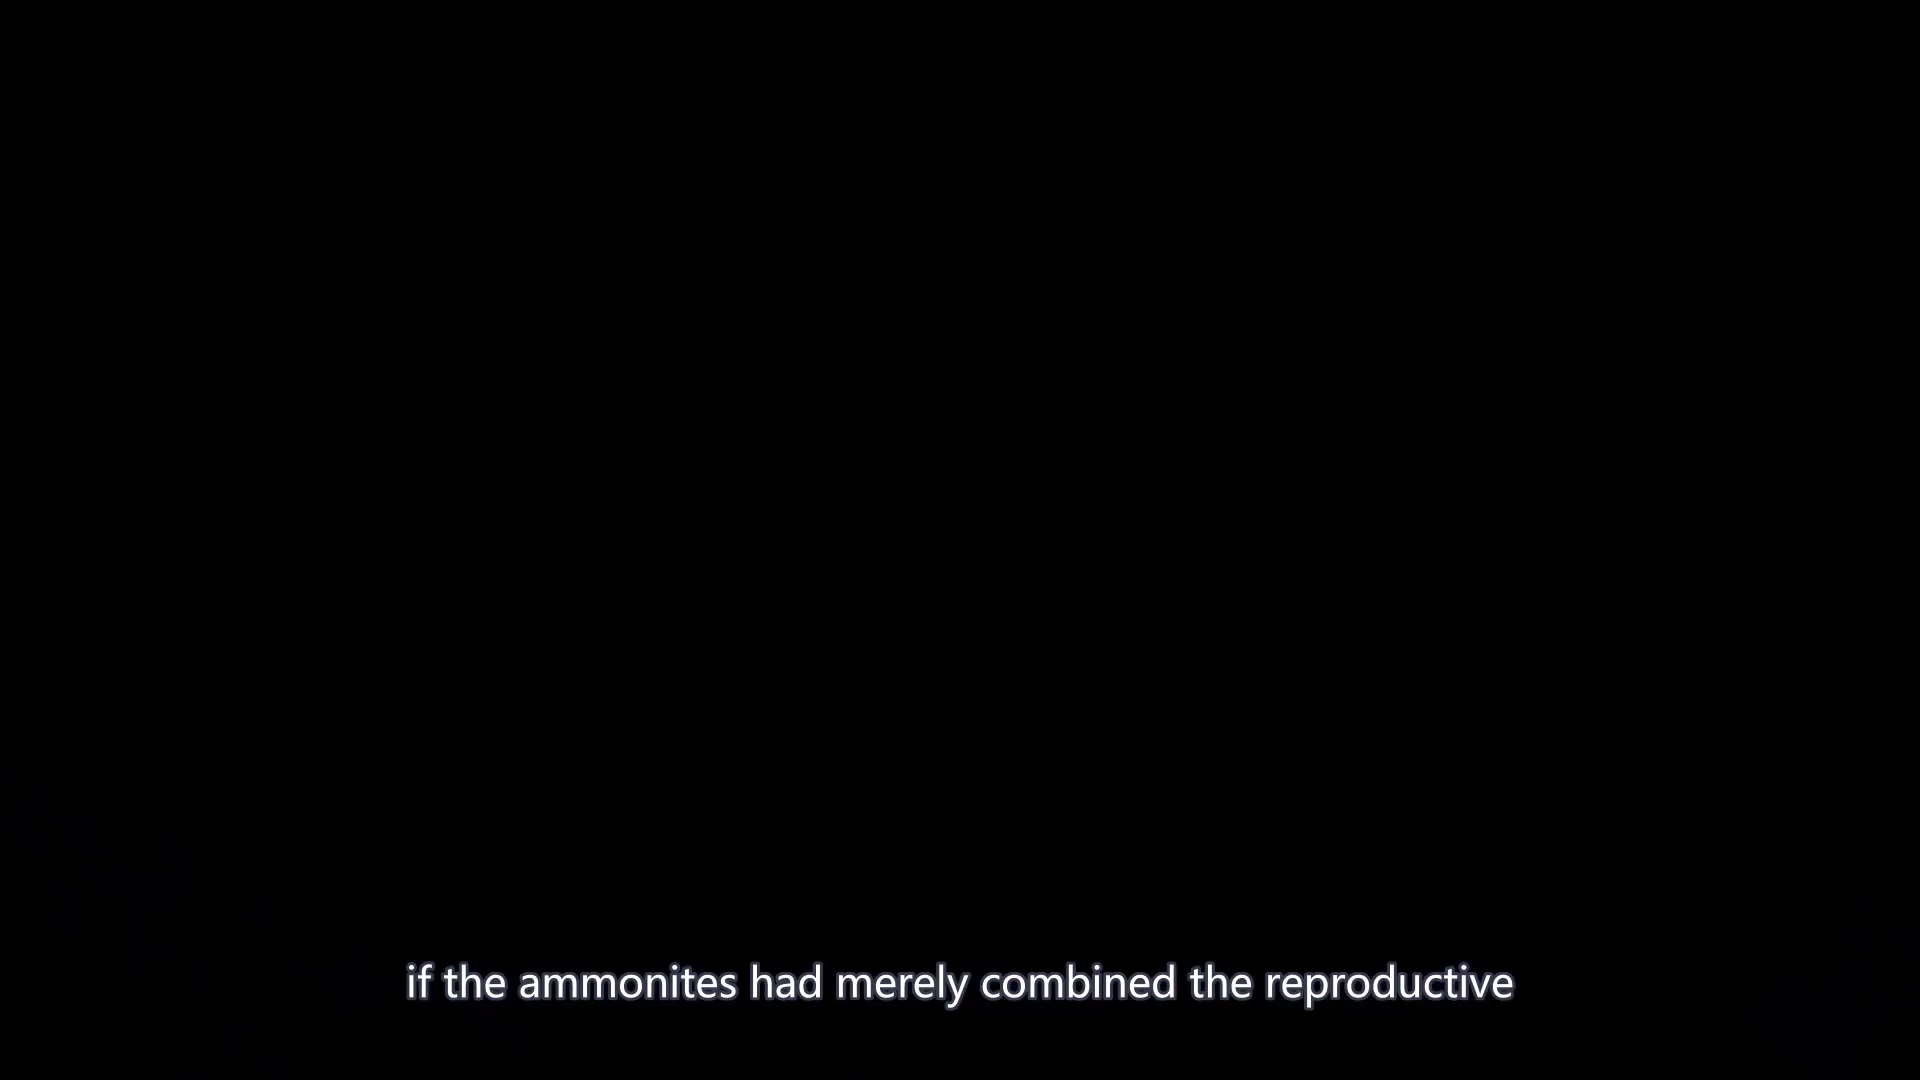 if the ammonites had merely combined the reproductive